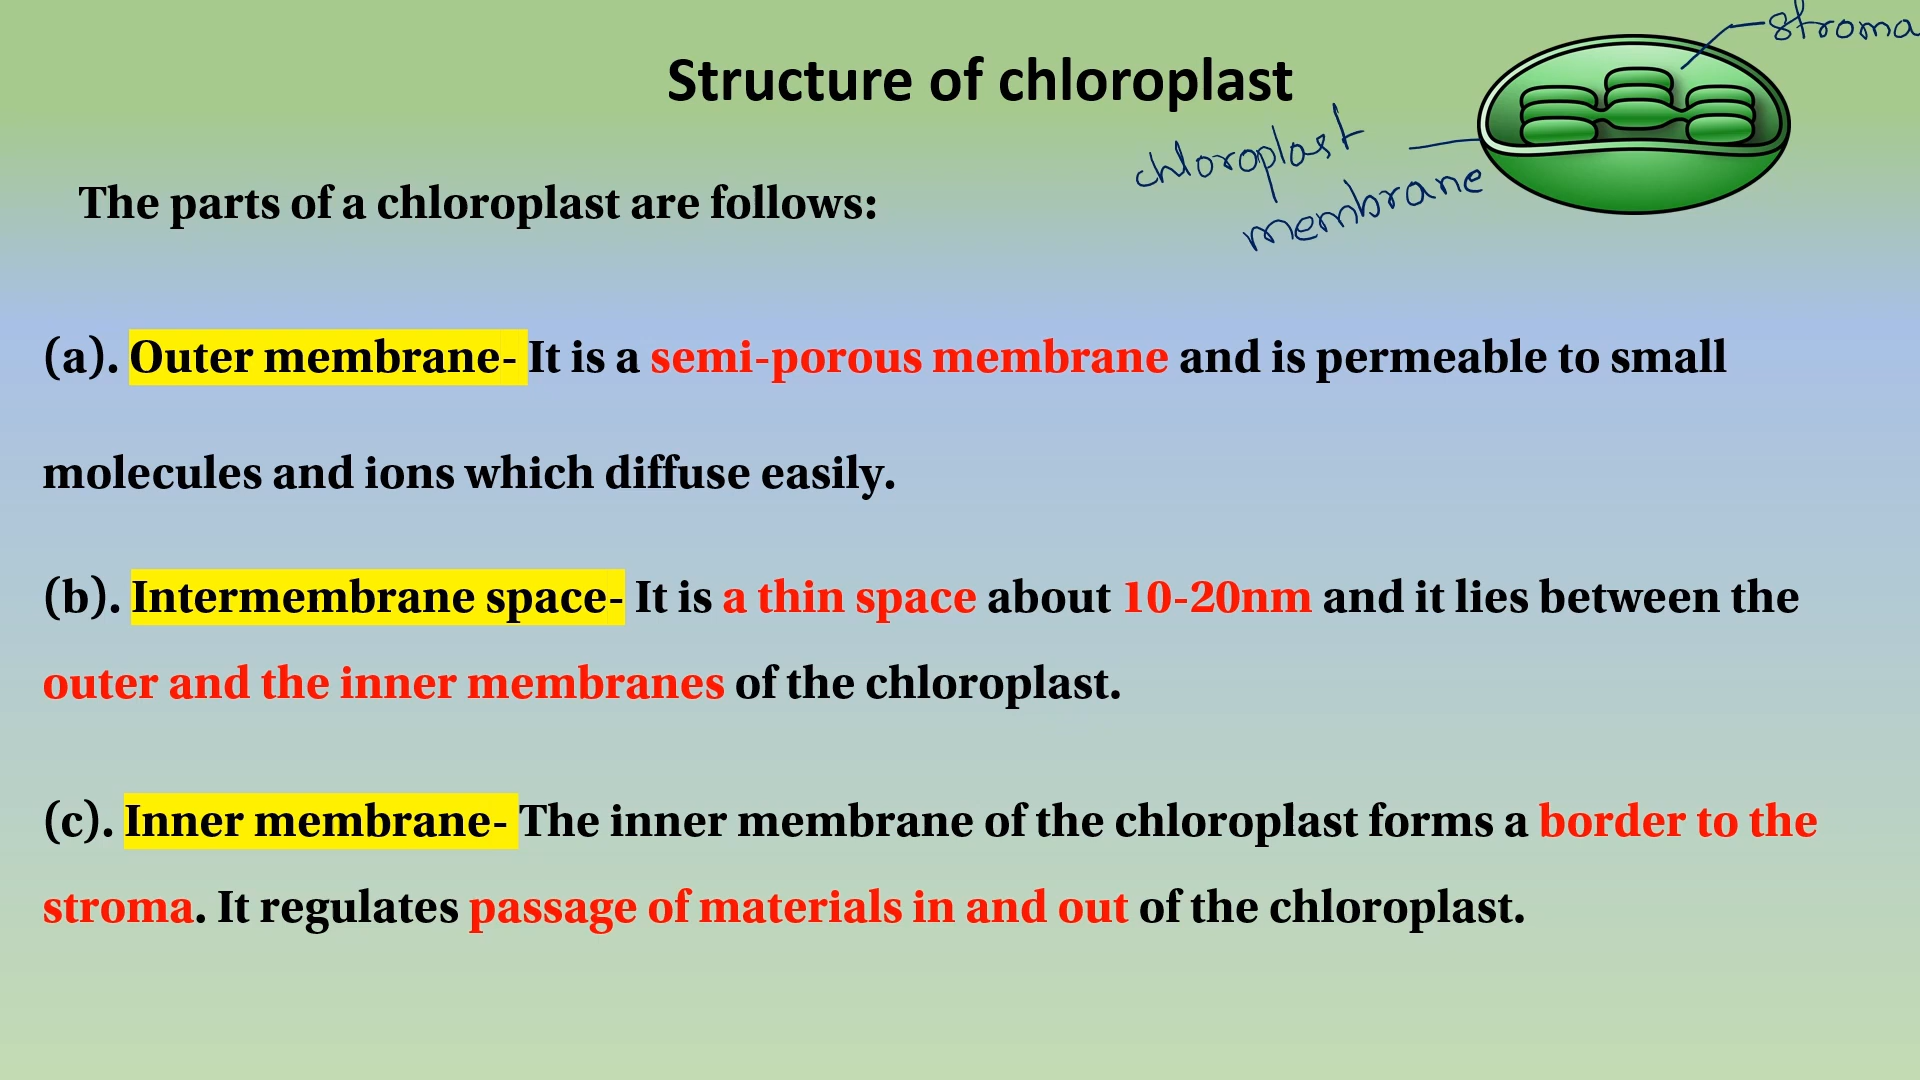 Structure of chloroplast
stroma
chloroplast
membrane
The parts of a chloroplast are follows:
(a). Outer membrane- It is a semi-porous membrane and is permeable to small
molecules and ions which diffuse easily.
(b). Intermembrane space- It is a thin space about 10-20nm and it lies between the
outer and the inner membranes of the chloroplast.
(c). Inner membrane- The inner membrane of the chloroplast forms a border to the
stroma. It regulates passage of materials in and out of the chloroplast.